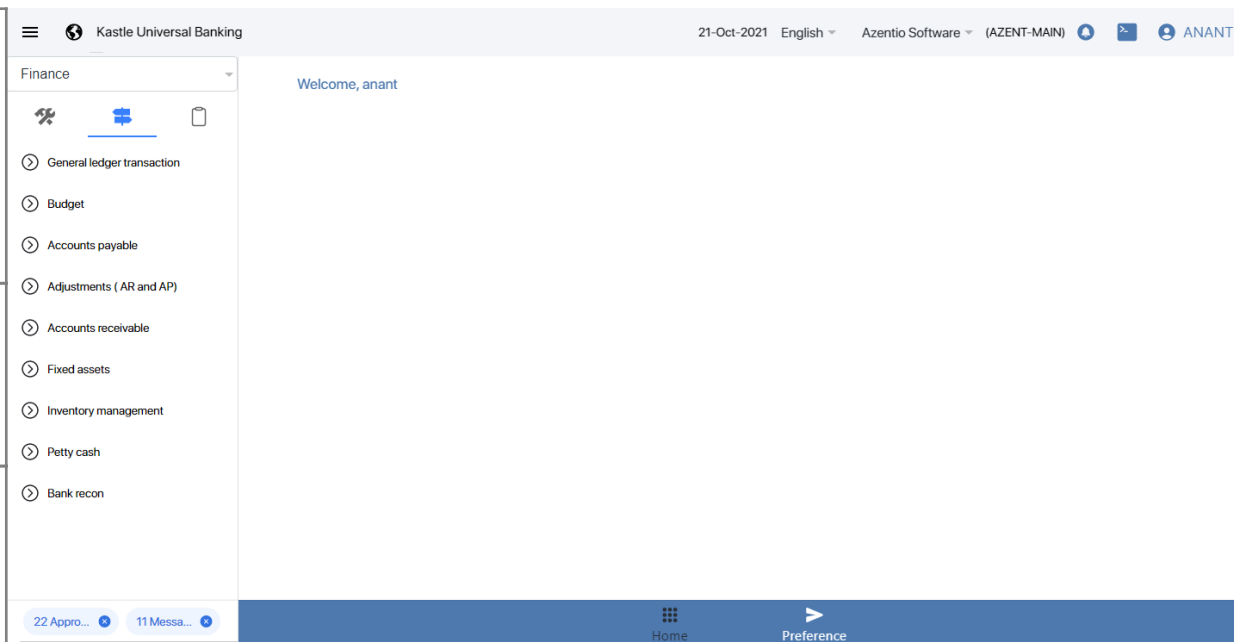 Kastle Universal Banking 21-Oct-2021 English Azentio Software (AZENT-MAIN) ANANT
Finance
Welcome, anant
General ledger transaction
Budget
Accounts payable
Adjustments ( AR and AP)
Accounts receivable
Fixed assets
Inventory management
Petty cash
Bank recon
22 Appro... 11 Messa...
Home Preference